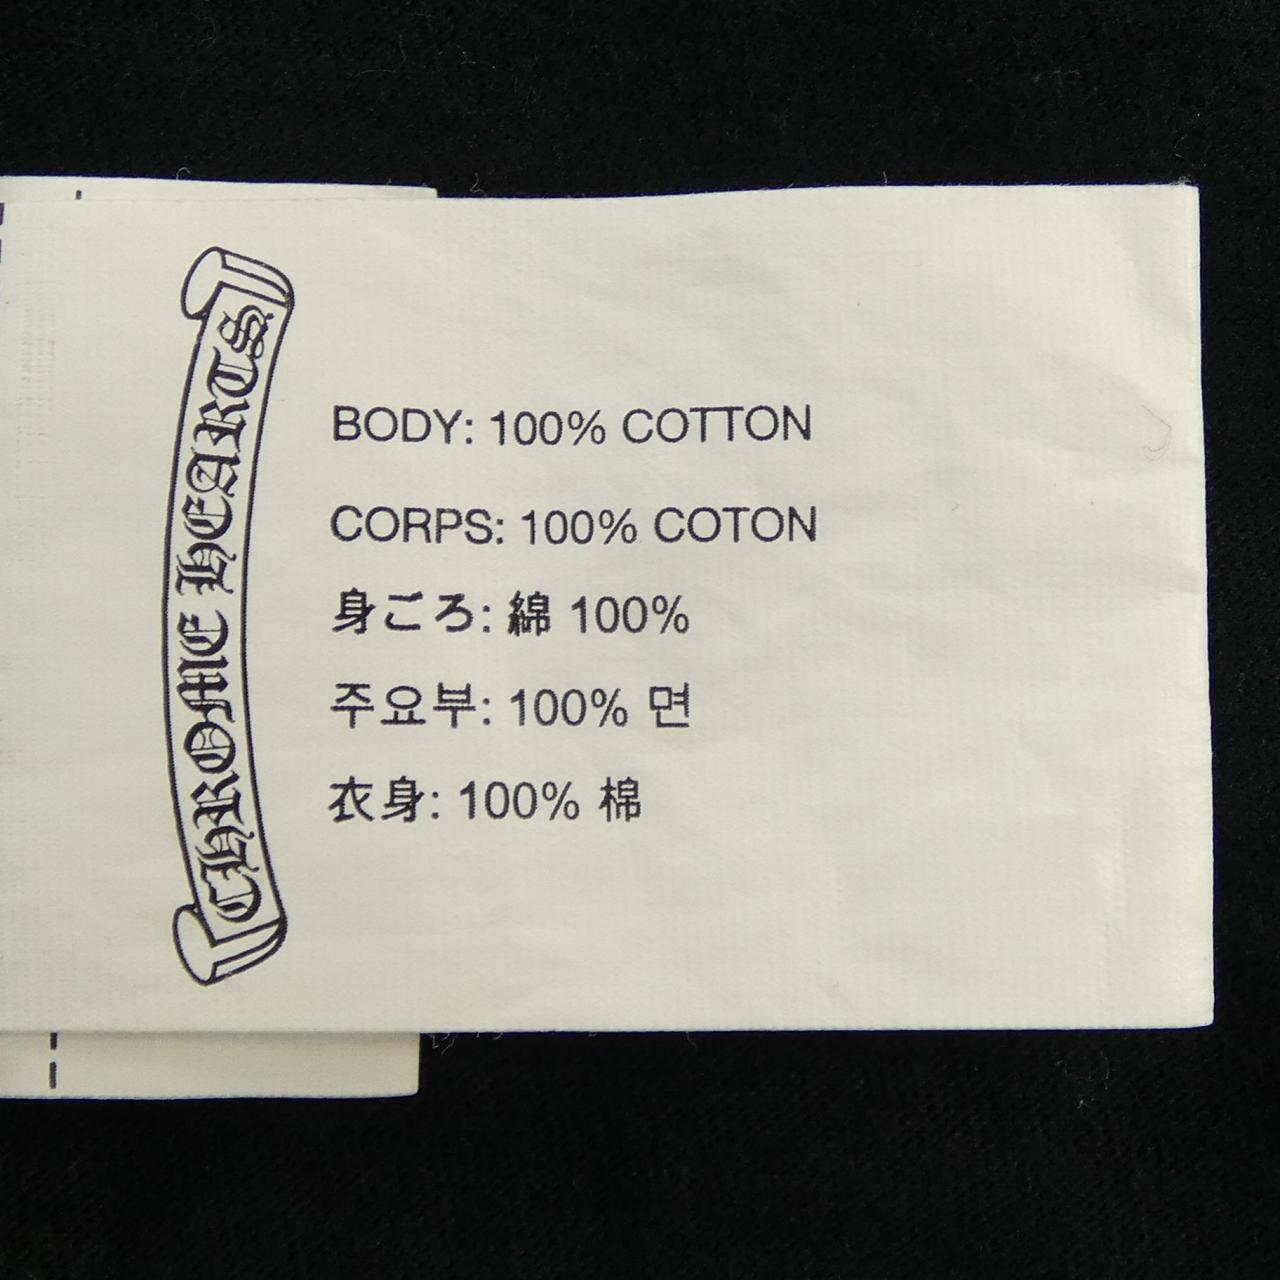 CHROME HEARTS
BODY: 100% COTTON
CORPS: 100% COTON
身ごろ: 綿 100%
주요부: 100% 면
衣身: 100% 棉